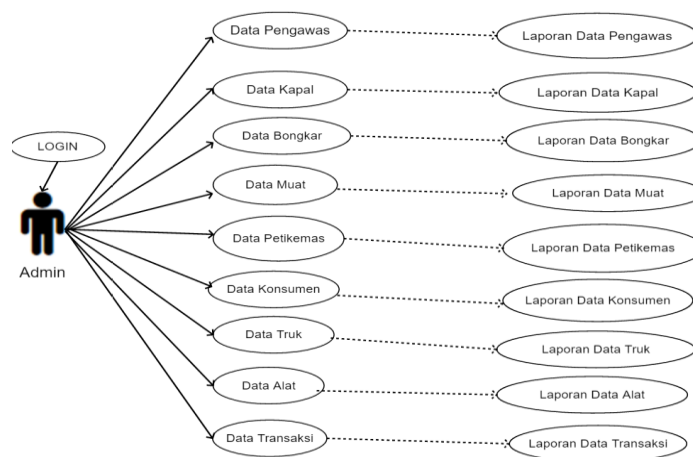 Data Pengawas
Laporan Data Pengawas
Data Kapal
Laporan Data Kapal
LOGIN
Data Bongkar
Laporan Data Bongkar
Data Muat
Laporan Data Muat
Admin
Data Petikemas
Laporan Data Petikemas
Data Konsumen
Laporan Data Konsumen
Data Truk
Laporan Data Truk
Data Alat
Laporan Data Alat
Data Transaksi
Laporan Data Transaksi